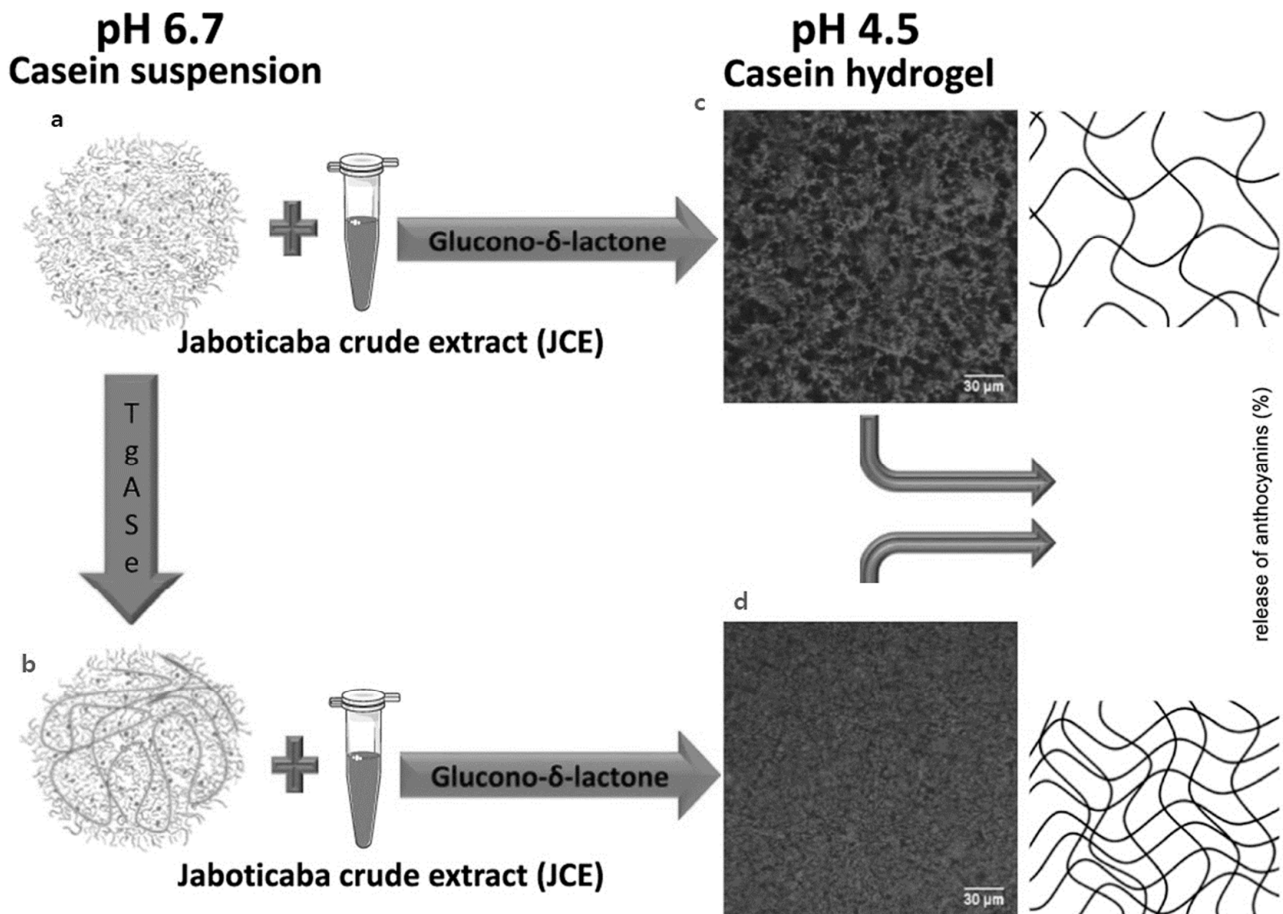 pH 6.7
Casein suspension
pH 4.5
Casein hydrogel
a
c
Glucono-δ-lactone
Jaboticaba crude extract (JCE)
30 µm
T
g
A
S
e
release of anthocyanins (%)
b
d
Glucono-δ-lactone
Jaboticaba crude extract (JCE)
30 µm